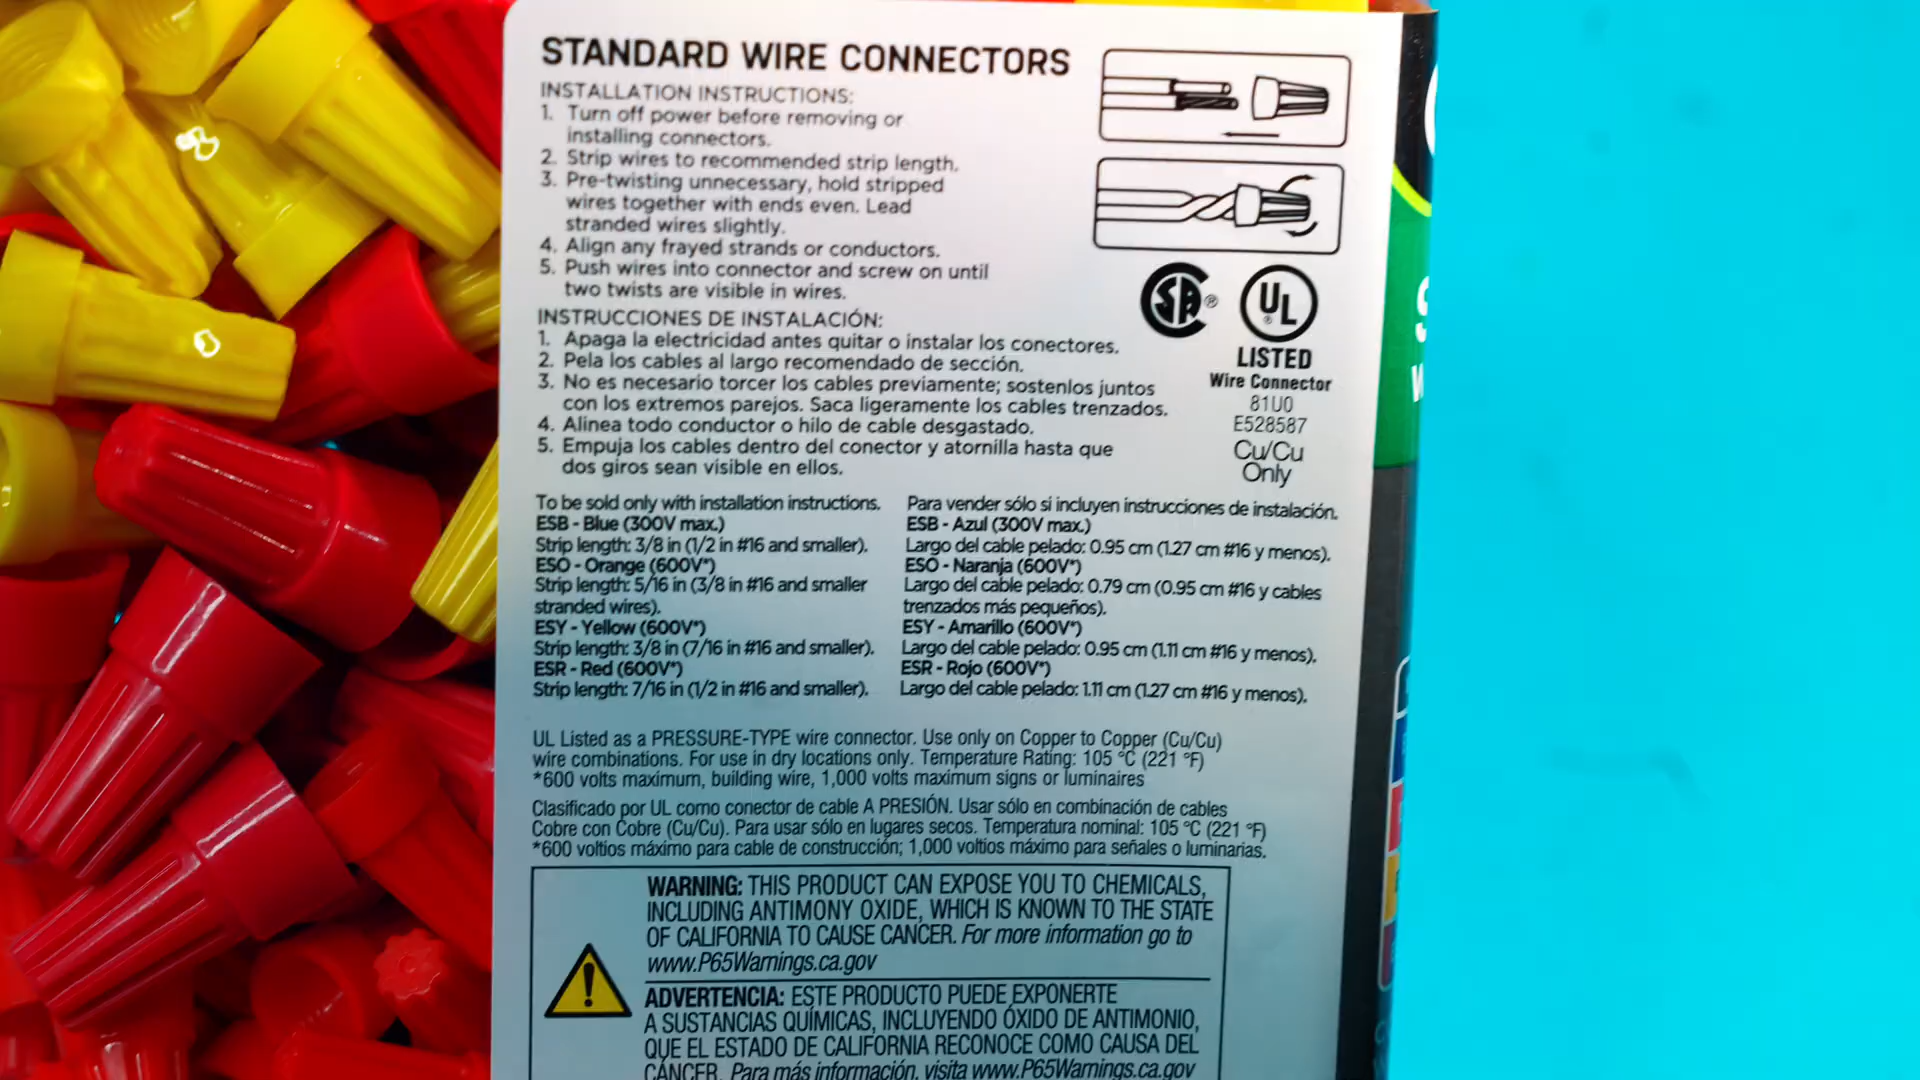 STANDARD WIRE CONNECTORS
INSTALLATION INSTRUCTIONS:
1. Turn off power before removing or
installing connectors.
2. Strip wires to recommended strip length.
3. Pre-twisting unnecessary, hold stripped
wires together with ends even. Lead
stranded wires slightly.
4. Align any frayed strands or conductors.
5. Push wires into connector and screw on until
two twists are visible in wires.
INSTRUCCIONES DE INSTALACIÓN:
1. Apaga la electricidad antes quitar o instalar los conectores.
2. Pela los cables al largo recomendado de sección.
3. No es necesario torcer los cables previamente; sostenlos juntos
con los extremos parejos. Saca ligeramente los cables trenzados.
4. Alinea todo conductor o hilo de cable desgastado.
5. Empuja los cables dentro del conector y atornilla hasta que
dos giros sean visible en ellos.
SA®
UL®
LISTED
Wire Connector
81U0
E528587
Cu/Cu
Only
To be sold only with installation instructions.
ESB - Blue (300V max.)
Strip length: 3/8 in (1/2 in #16 and smaller).
ESO - Orange (600V*)
Strip length: 5/16 in (3/8 in #16 and smaller
stranded wires).
ESY - Yellow (600V*)
Strip length: 3/8 in (7/16 in #16 and smaller).
ESR - Red (600V*)
Strip length: 7/16 in (1/2 in #16 and smaller).
Para vender sólo si incluyen instrucciones de instalación.
ESB - Azul (300V max.)
Largo del cable pelado: 0.95 cm (1.27 cm #16 y menos).
ESO - Naranja (600V*)
Largo del cable pelado: 0.79 cm (0.95 cm #16 y cables
trenzados más pequeños).
ESY - Amarillo (600V*)
Largo del cable pelado: 0.95 cm (1.11 cm #16 y menos).
ESR - Rojo (600V*)
Largo del cable pelado: 1.11 cm (1.27 cm #16 y menos).
UL Listed as a PRESSURE-TYPE wire connector. Use only on Copper to Copper (Cu/Cu)
wire combinations. For use in dry locations only. Temperature Rating: 105 °C (221 °F)
*600 volts maximum, building wire, 1,000 volts maximum signs or luminaires
Clasificado por UL como conector de cable A PRESIÓN. Usar sólo en combinación de cables
Cobre con Cobre (Cu/Cu). Para usar sólo en lugares secos. Temperatura nominal: 105 °C (221 °F)
*600 voltios máximo para cable de construcción; 1,000 voltios máximo para señales o luminarias.
WARNING: THIS PRODUCT CAN EXPOSE YOU TO CHEMICALS,
INCLUDING ANTIMONY OXIDE, WHICH IS KNOWN TO THE STATE
OF CALIFORNIA TO CAUSE CANCER. For more information go to
www.P65Warnings.ca.gov
ADVERTENCIA: ESTE PRODUCTO PUEDE EXPONERTE
A SUSTANCIAS QUÍMICAS, INCLUYENDO ÓXIDO DE ANTIMONIO,
QUE EL ESTADO DE CALIFORNIA RECONOCE COMO CAUSA DEL
CÁNCER. Para más información, visita www.P65Warnings.ca.gov